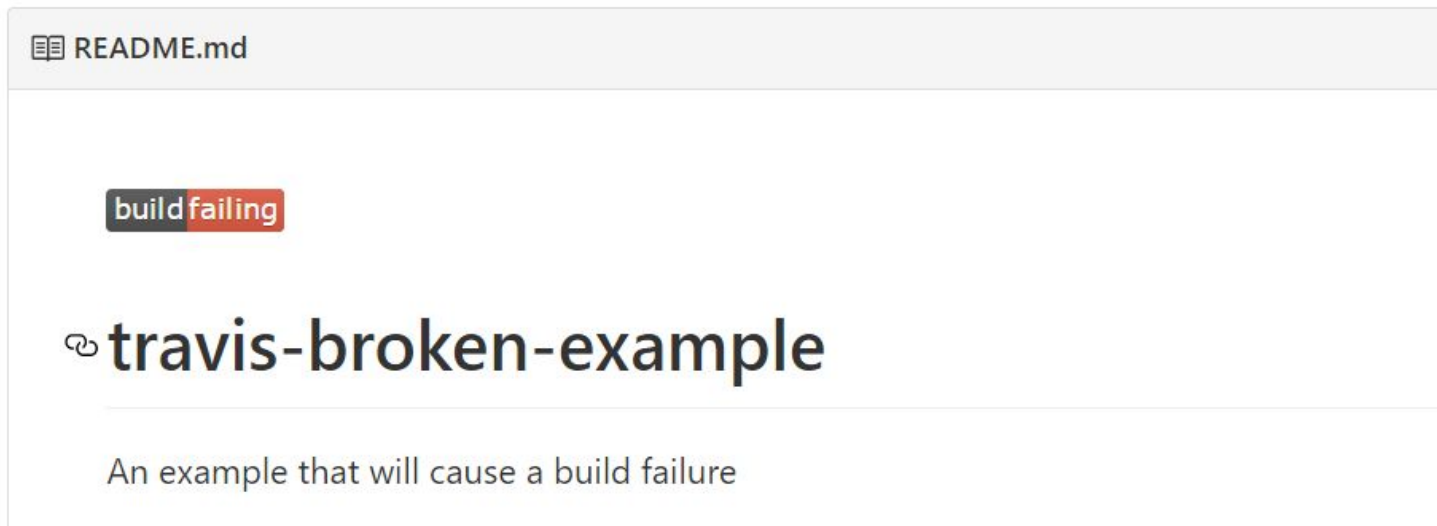 README.md
build failing
travis-broken-example
An example that will cause a build failure